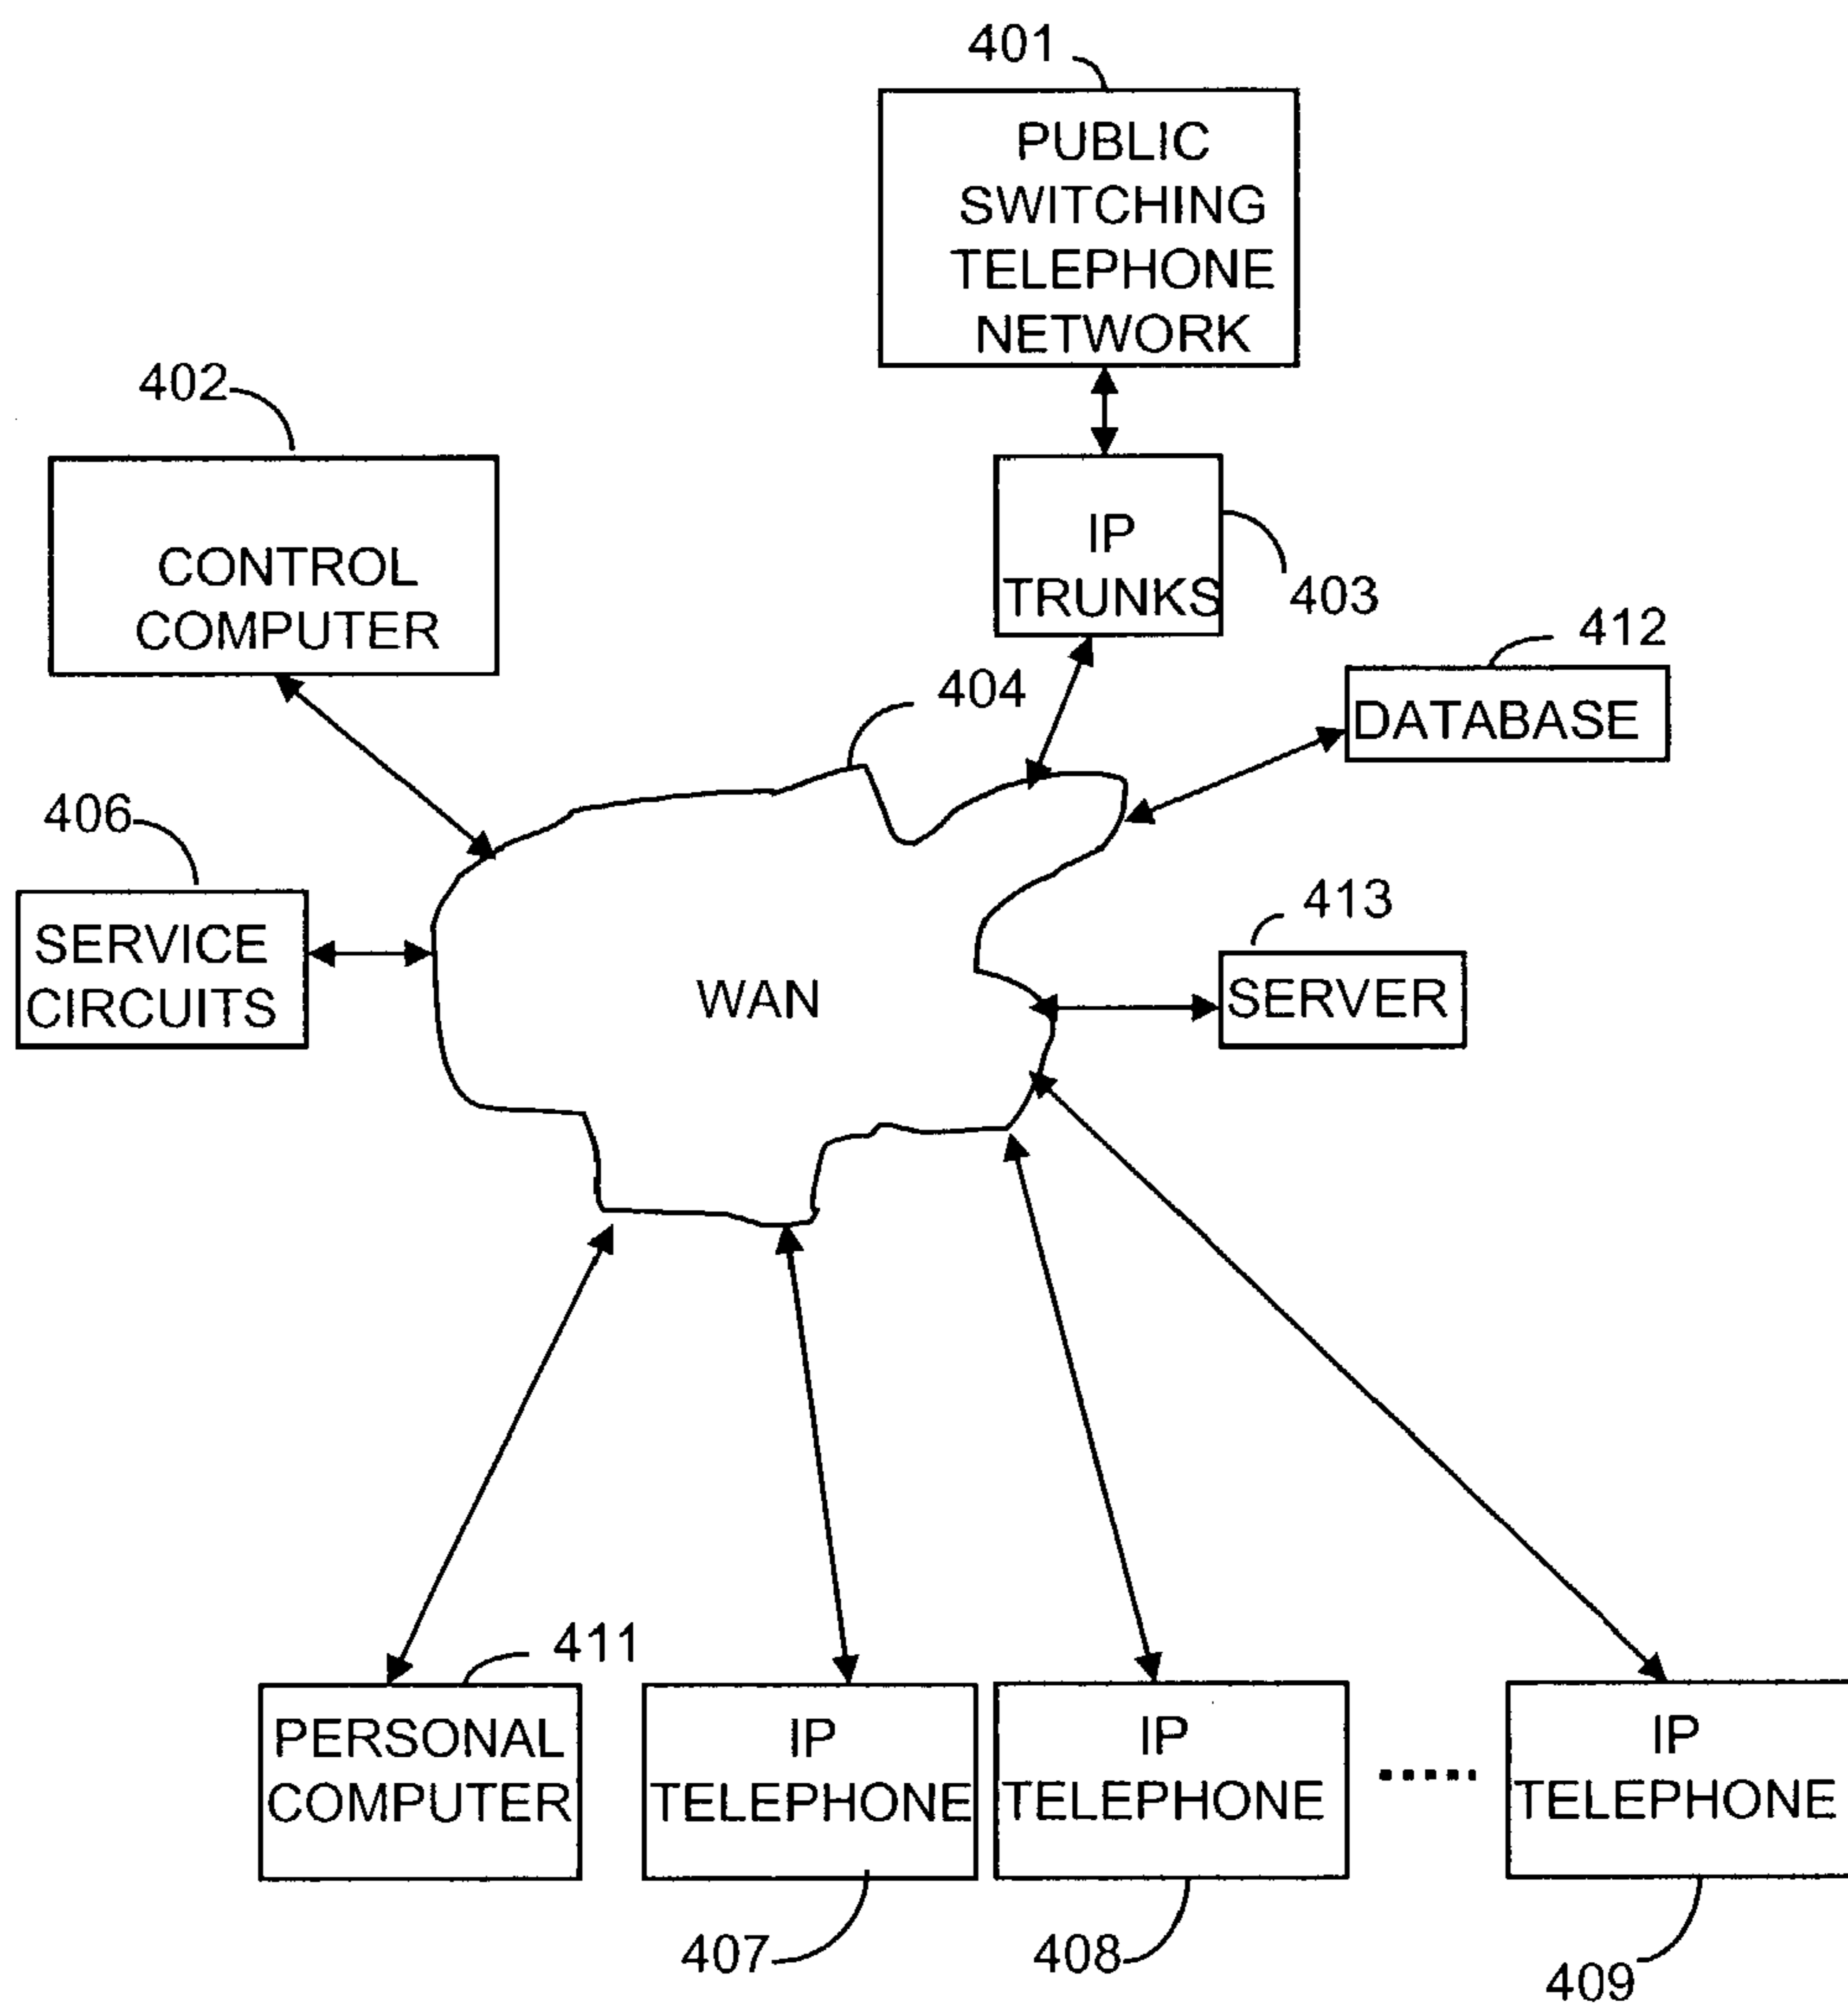 401
PUBLIC
SWITCHING
TELEPHONE
NETWORK
402
CONTROL
COMPUTER
IP
TRUNKS
403
412
DATABASE
404
406
SERVICE
CIRCUITS
WAN
413
SERVER
411
PERSONAL
COMPUTER
IP
TELEPHONE
407
IP
TELEPHONE
408
.....
IP
TELEPHONE
409